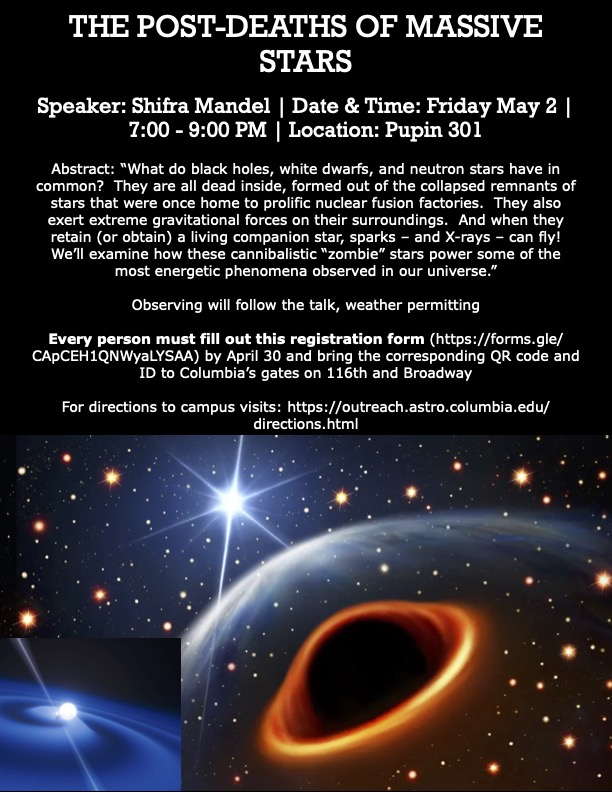 THE POST-DEATHS OF MASSIVE
STARS
Speaker: Shifra Mandel | Date & Time: Friday May 2 |
7:00 - 9:00 PM | Location: Pupin 301
Abstract: “What do black holes, white dwarfs, and neutron stars have in
common?  They are all dead inside, formed out of the collapsed remnants of
stars that were once home to prolific nuclear fusion factories.  They also
exert extreme gravitational forces on their surroundings.  And when they
retain (or obtain) a living companion star, sparks – and X-rays – can fly!
We’ll examine how these cannibalistic “zombie” stars power some of the
most energetic phenomena observed in our universe.”
Observing will follow the talk, weather permitting
Every person must fill out this registration form (https://forms.gle/
CApCEH1QNWyaLYSAA) by April 30 and bring the corresponding QR code and
ID to Columbia’s gates on 116th and Broadway
For directions to campus visits: https://outreach.astro.columbia.edu/
directions.html